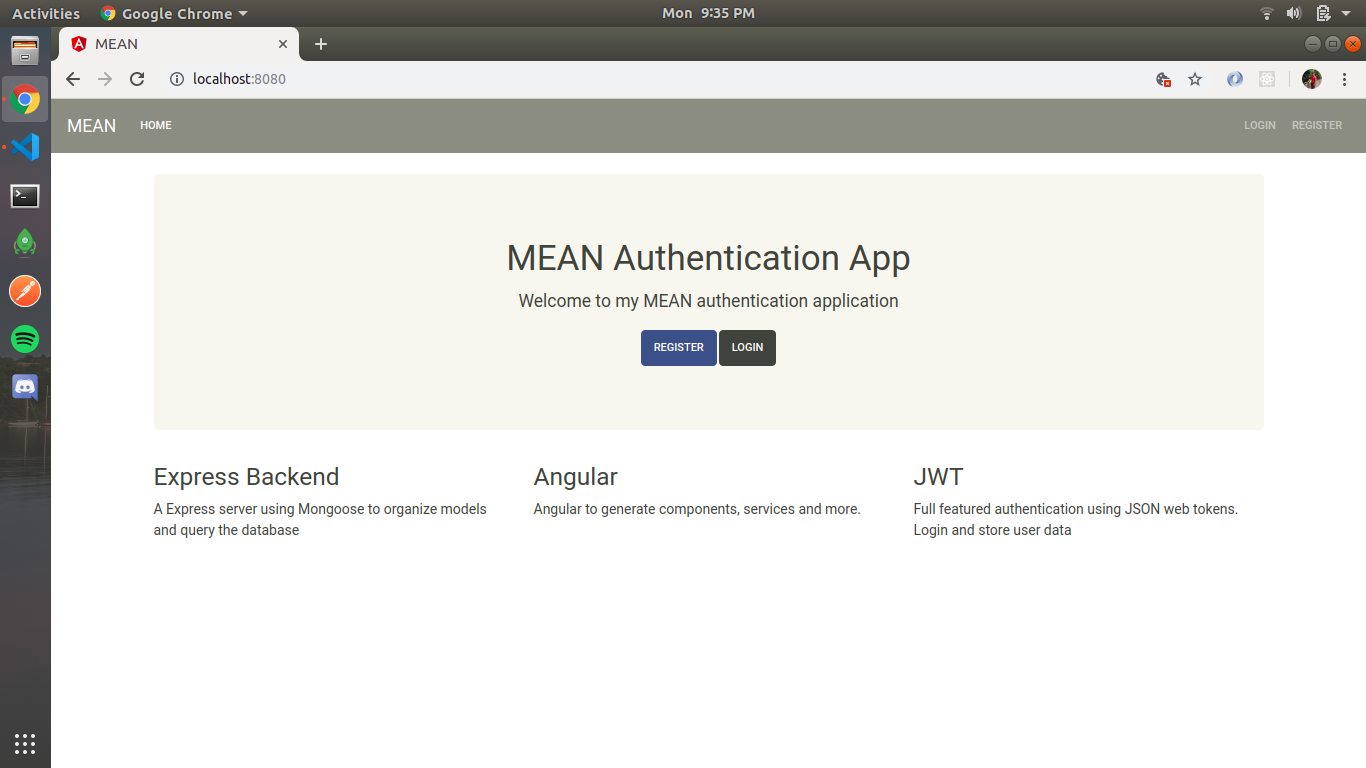 Activities Google Chrome Mon 9:35 PM
MEAN
localhost:8080
MEAN HOME LOGIN REGISTER
MEAN Authentication App
Welcome to my MEAN authentication application
REGISTER LOGIN
Express Backend
A Express server using Mongoose to organize models
and query the database
Angular
Angular to generate components, services and more.
JWT
Full featured authentication using JSON web tokens.
Login and store user data